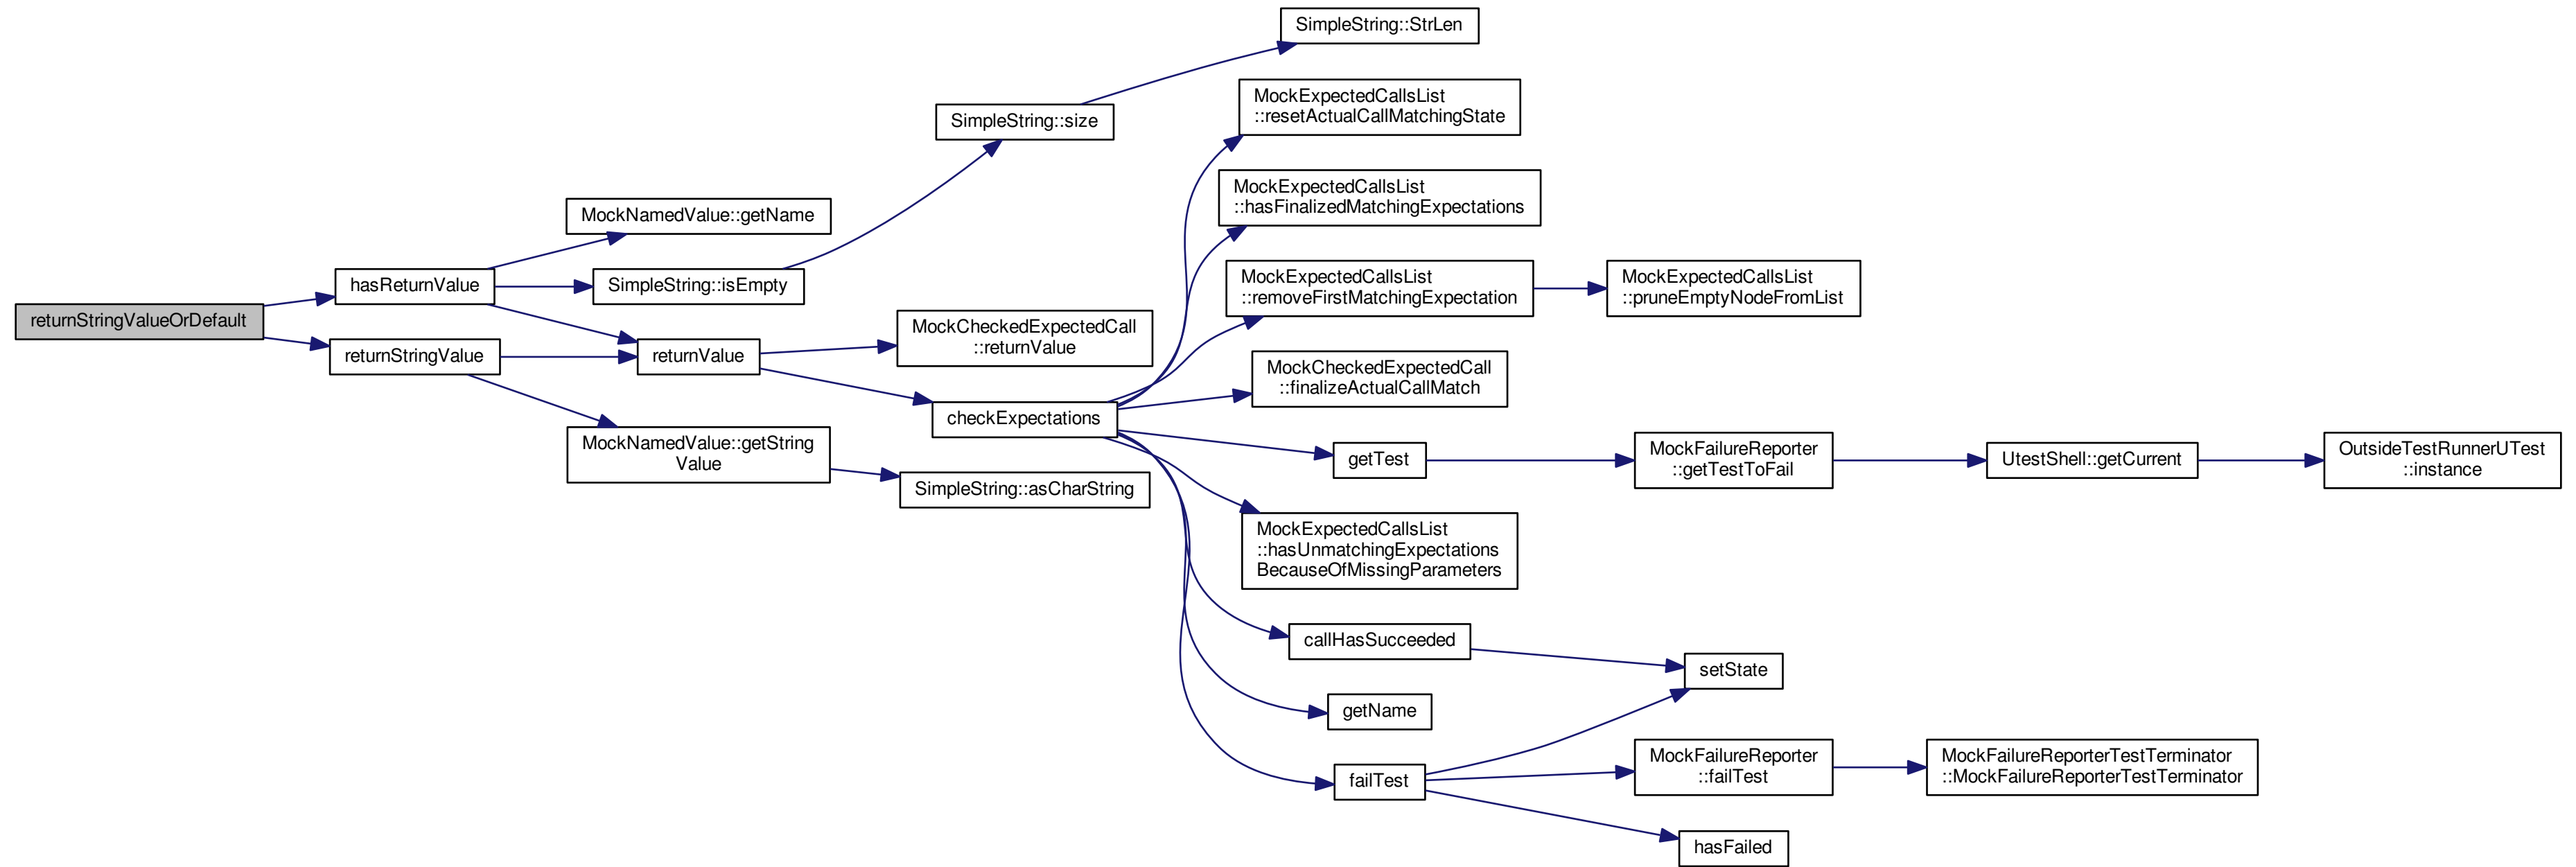 returnStringValueOrDefault
hasReturnValue
returnStringValue
MockNamedValue::getName
SimpleString::isEmpty
returnValue
MockNamedValue::getString
Value
SimpleString::size
MockCheckedExpectedCall
::returnValue
checkExpectations
SimpleString::asCharString
SimpleString::StrLen
MockExpectedCallsList
::resetActualCallMatchingState
MockExpectedCallsList
::hasFinalizedMatchingExpectations
MockExpectedCallsList
::removeFirstMatchingExpectation
MockExpectedCallsList
::pruneEmptyNodeFromList
MockCheckedExpectedCall
::finalizeActualCallMatch
getTest
MockFailureReporter
::getTestToFail
UtestShell::getCurrent
OutsideTestRunnerUTest
::instance
MockExpectedCallsList
::hasUnmatchingExpectations
BecauseOfMissingParameters
callHasSucceeded
setState
getName
failTest
MockFailureReporter
::failTest
MockFailureReporterTestTerminator
::MockFailureReporterTestTerminator
hasFailed